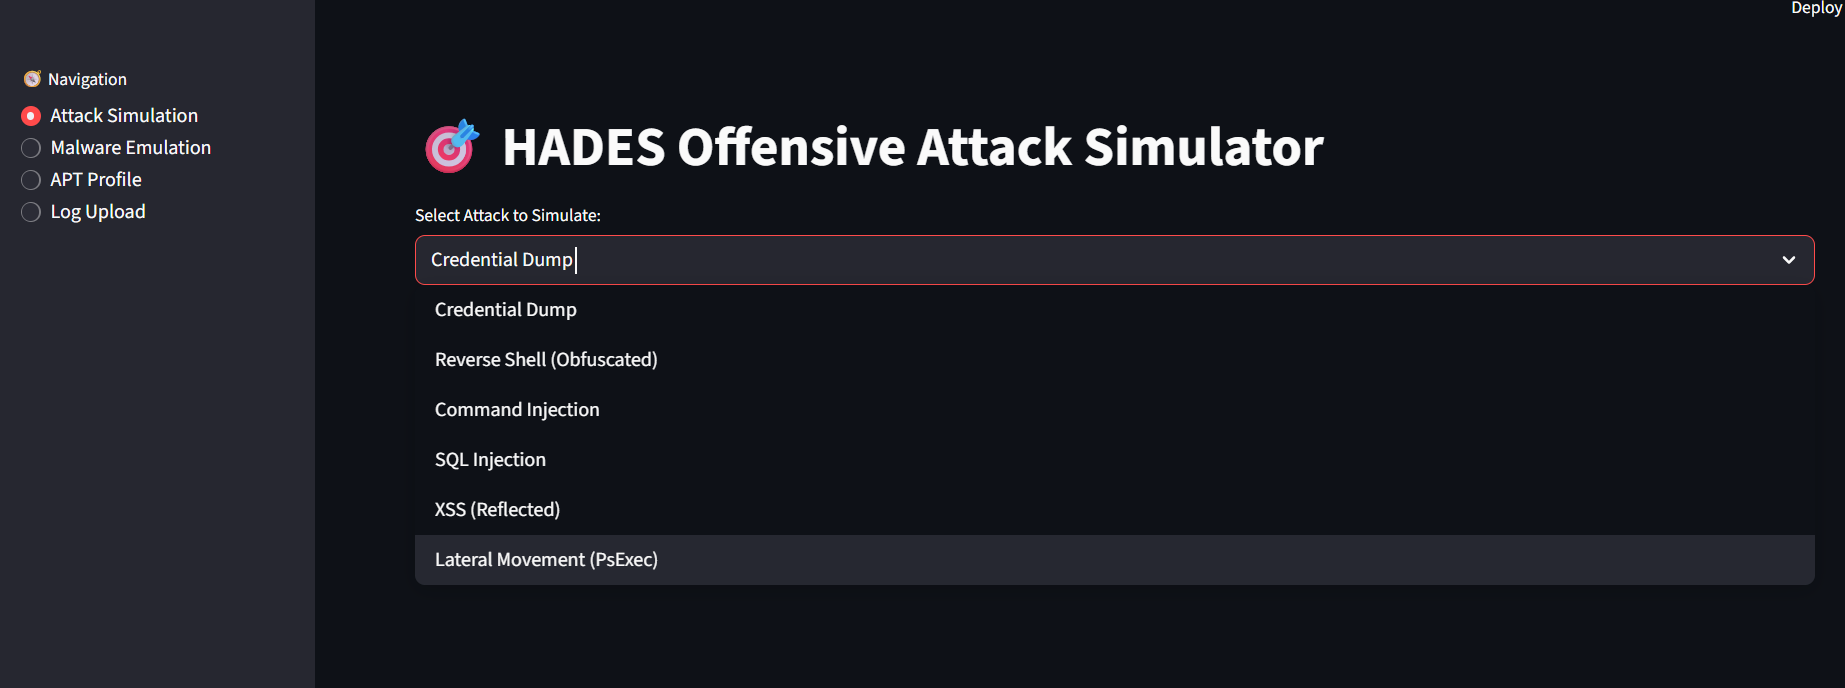 Deploy
Navigation
Attack Simulation
Malware Emulation
APT Profile
Log Upload
HADES Offensive Attack Simulator
Select Attack to Simulate:
Credential Dump
Credential Dump
Reverse Shell (Obfuscated)
Command Injection
SQL Injection
XSS (Reflected)
Lateral Movement (PsExec)